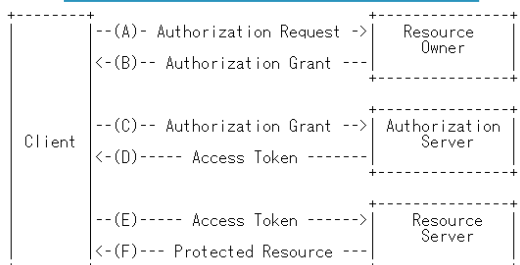 --(A)- Authorization Request ->
Resource
Owner
<-(B)-- Authorization Grant ---
--(C)-- Authorization Grant -->
Authorization
Server
Client
<-(D)----- Access Token -------
--(E)----- Access Token ------>
Resource
Server
<-(F)--- Protected Resource ---